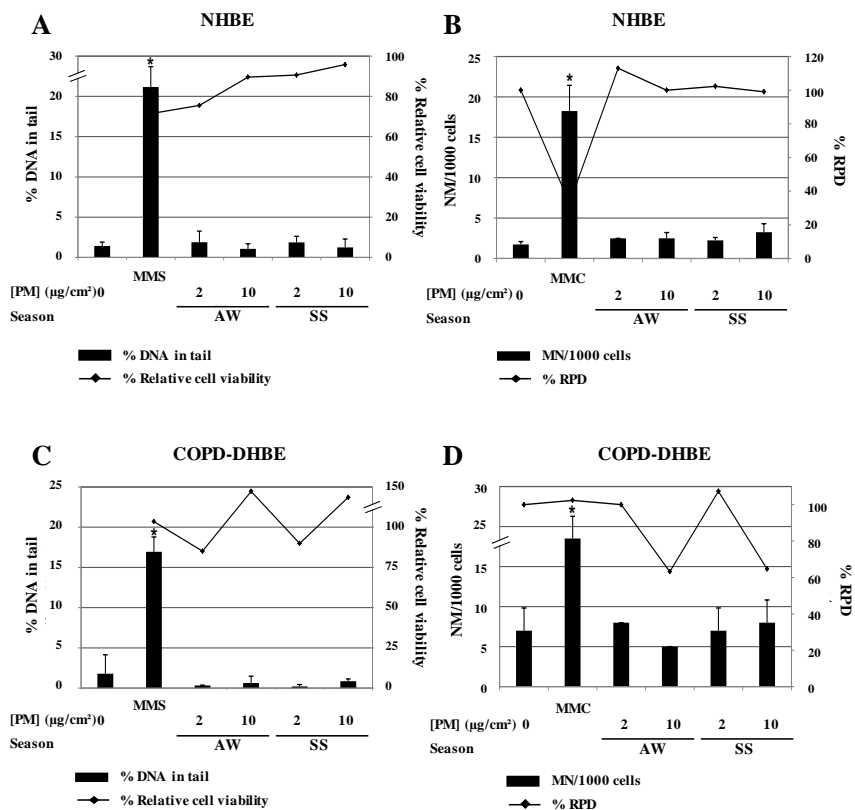 A NHBE
30
20
15
10
5
0
100
80
60
40
20
0
*
% DNA in tail
% Relative cell viability
MMS
[PM] (µg/cm²) 0 2 10 2 10
Season AW SS
% DNA in tail
% Relative cell viability
B NHBE
25
20
15
10
5
0
120
100
80
60
40
20
0
*
NM/1000 cells
% RPD
MMC
[PM] (µg/cm²) 0 2 10 2 10
Season AW SS
MN/1000 cells
% RPD
C COPD-DHBE
25
20
15
10
5
0
150
100
75
50
25
0
*
% DNA in tail
% Relative cell viability
MMS
[PM] (µg/cm²) 0 2 10 2 10
Season AW SS
% DNA in tail
% Relative cell viability
D COPD-DHBE
30
25
15
10
5
0
100
80
60
40
20
0
*
NM/1000 cells
% RPD
MMC
[PM] (µg/cm²) 0 2 10 2 10
Season AW SS
MN/1000 cells
% RPD